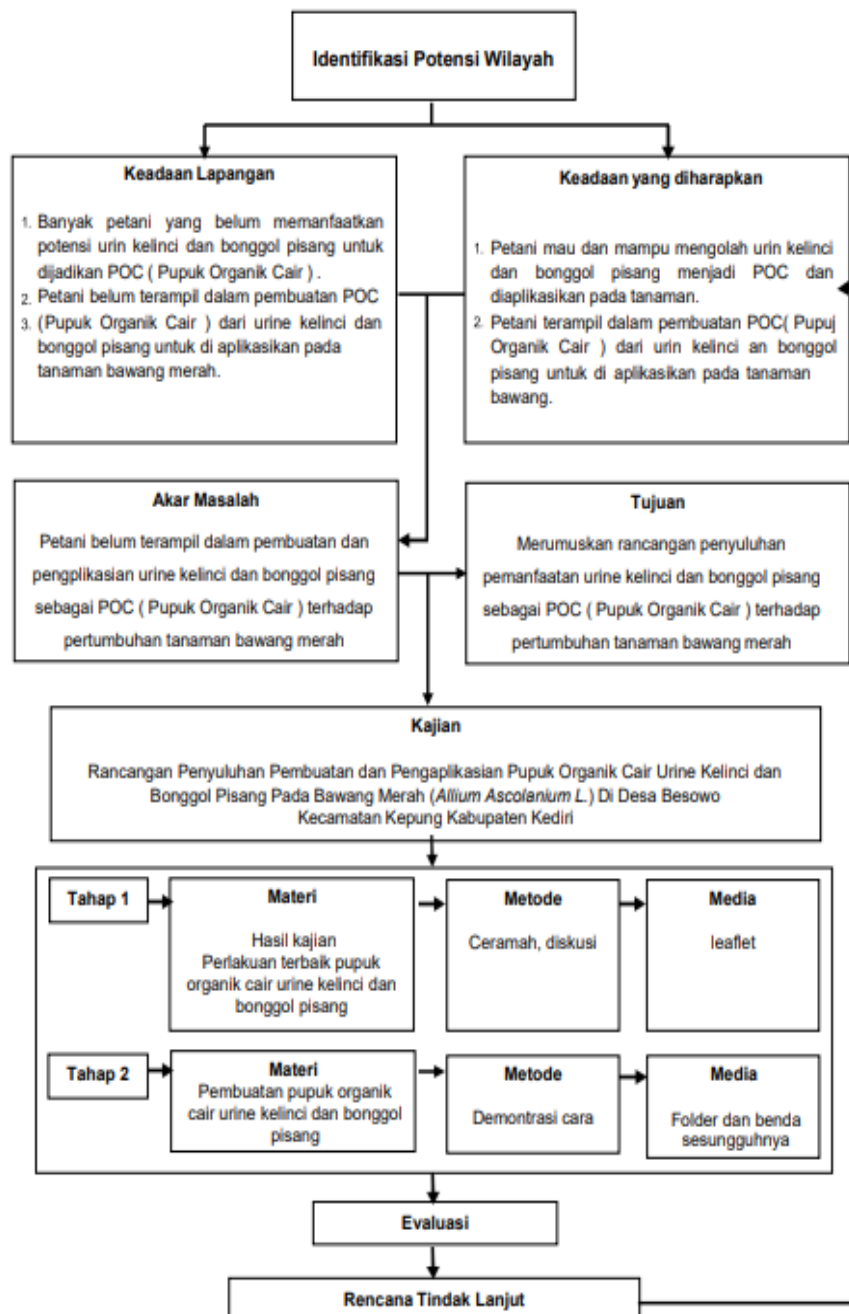 Identifikasi Potensi Wilayah
Keadaan Lapangan
1. Banyak petani yang belum memanfaatkan
potensi urin kelinci dan bonggol pisang untuk
dijadikan POC ( Pupuk Organik Cair ) .
2. Petani belum terampil dalam pembuatan POC
3. (Pupuk Organik Cair ) dari urine kelinci dan
bonggol pisang untuk di aplikasikan pada
tanaman bawang merah.
Keadaan yang diharapkan
1. Petani mau dan mampu mengolah urin kelinci
dan bonggol pisang menjadi POC dan
diaplikasikan pada tanaman.
2. Petani terampil dalam pembuatan POC( Pupuj
Organik Cair ) dari urin kelinci an bonggol
pisang untuk di aplikasikan pada tanaman
bawang.
Akar Masalah
Petani belum terampil dalam pembuatan dan
pengplikasian urine kelinci dan bonggol pisang
sebagai POC ( Pupuk Organik Cair ) terhadap
pertumbuhan tanaman bawang merah
Tujuan
Merumuskan rancangan penyuluhan
pemanfaatan urine kelinci dan bonggol pisang
sebagai POC ( Pupuk Organik Cair ) terhadap
pertumbuhan tanaman bawang merah
Kajian
Rancangan Penyuluhan Pembuatan dan Pengaplikasian Pupuk Organik Cair Urine Kelinci dan
Bonggol Pisang Pada Bawang Merah (Allium Ascolanium L.) Di Desa Besowo
Kecamatan Kepung Kabupaten Kediri
Tahap 1
Materi
Hasil kajian
Perlakuan terbaik pupuk
organik cair urine kelinci dan
bonggol pisang
Metode
Ceramah, diskusi
Media
leaflet
Tahap 2
Materi
Pembuatan pupuk organik
cair urine kelinci dan bonggol
pisang
Metode
Demontrasi cara
Media
Folder dan benda
sesungguhnya
Evaluasi
Rencana Tindak Lanjut